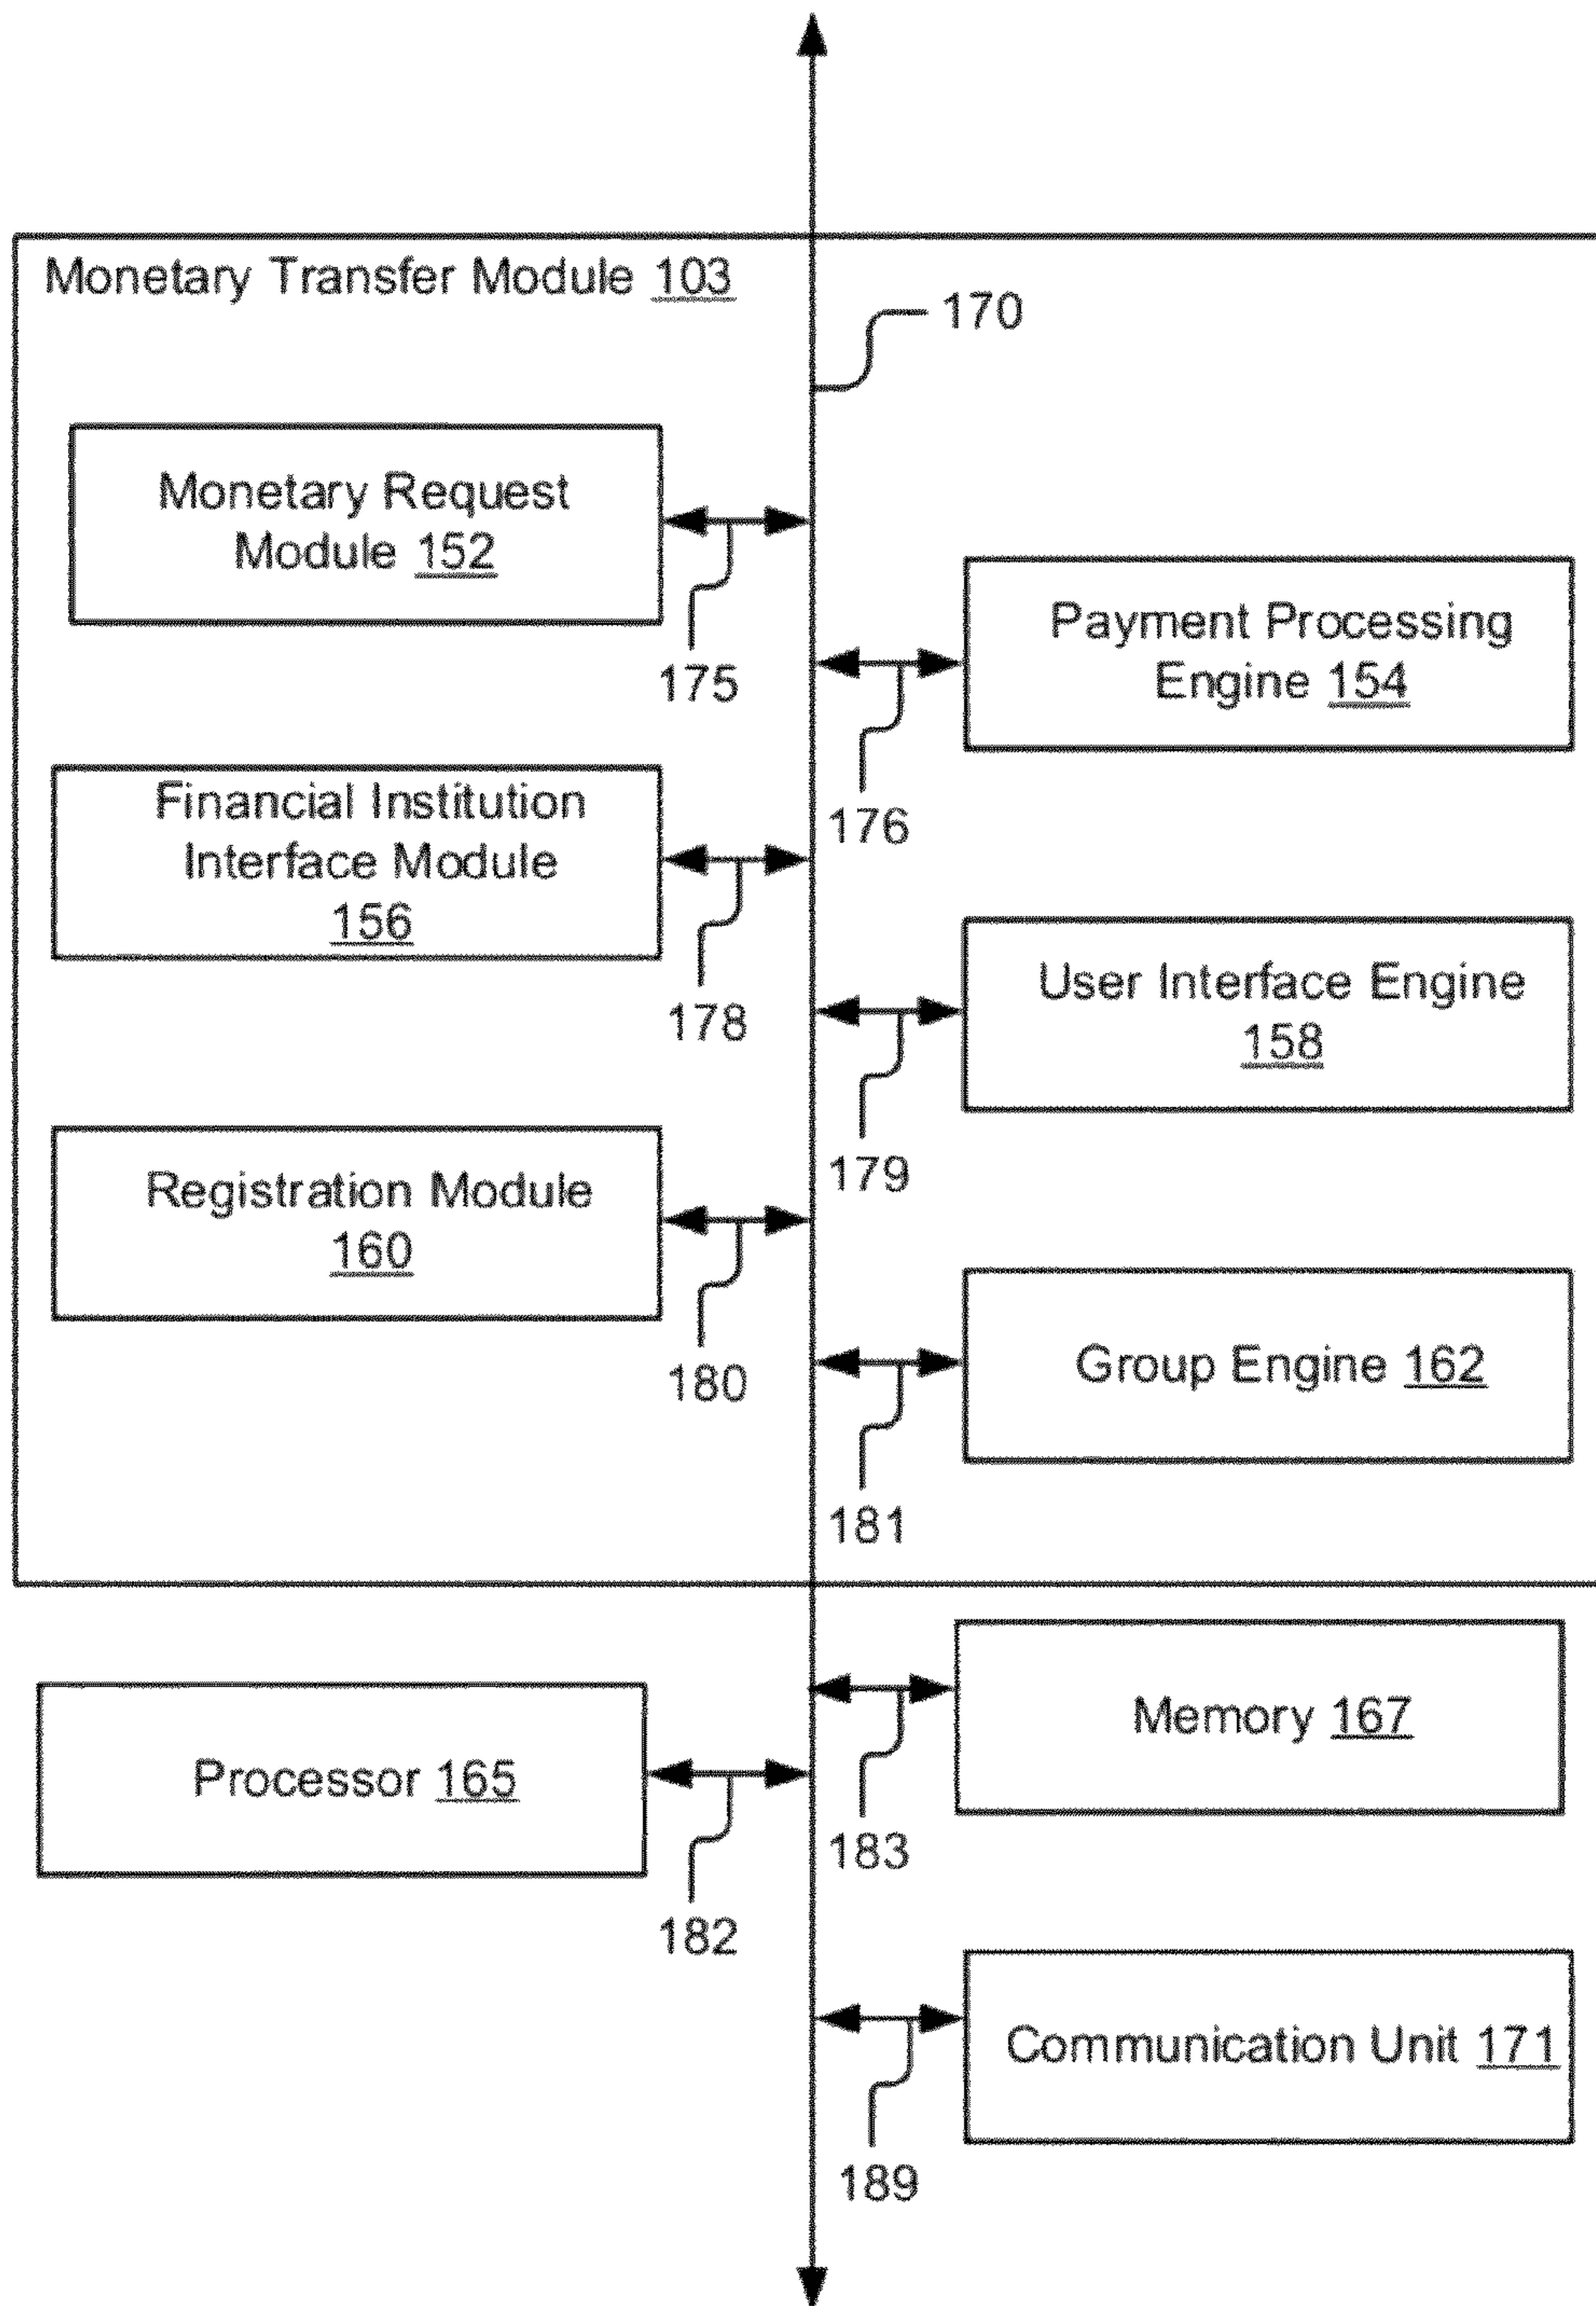 Monetary Transfer Module 103
170
Monetary Request
Module 152
175
Payment Processing
Engine 154
176
Financial Institution
Interface Module
156
178
User Interface Engine
158
179
Registration Module
160
180
Group Engine 162
181
Memory 167
183
Processor 165
182
Communication Unit 171
189